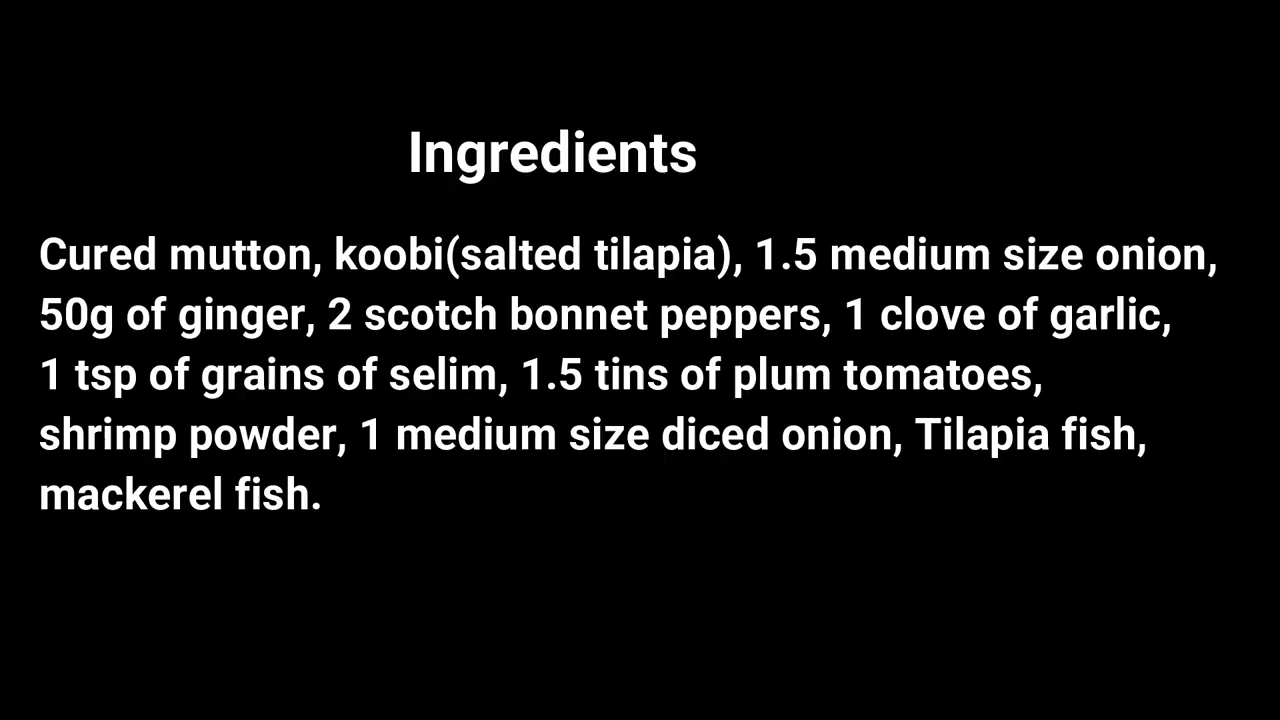 Ingredients
Cured mutton, koobi(salted tilapia), 1.5 medium size onion,
50g of ginger, 2 scotch bonnet peppers, 1 clove of garlic,
1 tsp of grains of selim, 1.5 tins of plum tomatoes,
shrimp powder, 1 medium size diced onion, Tilapia fish,
mackerel fish.